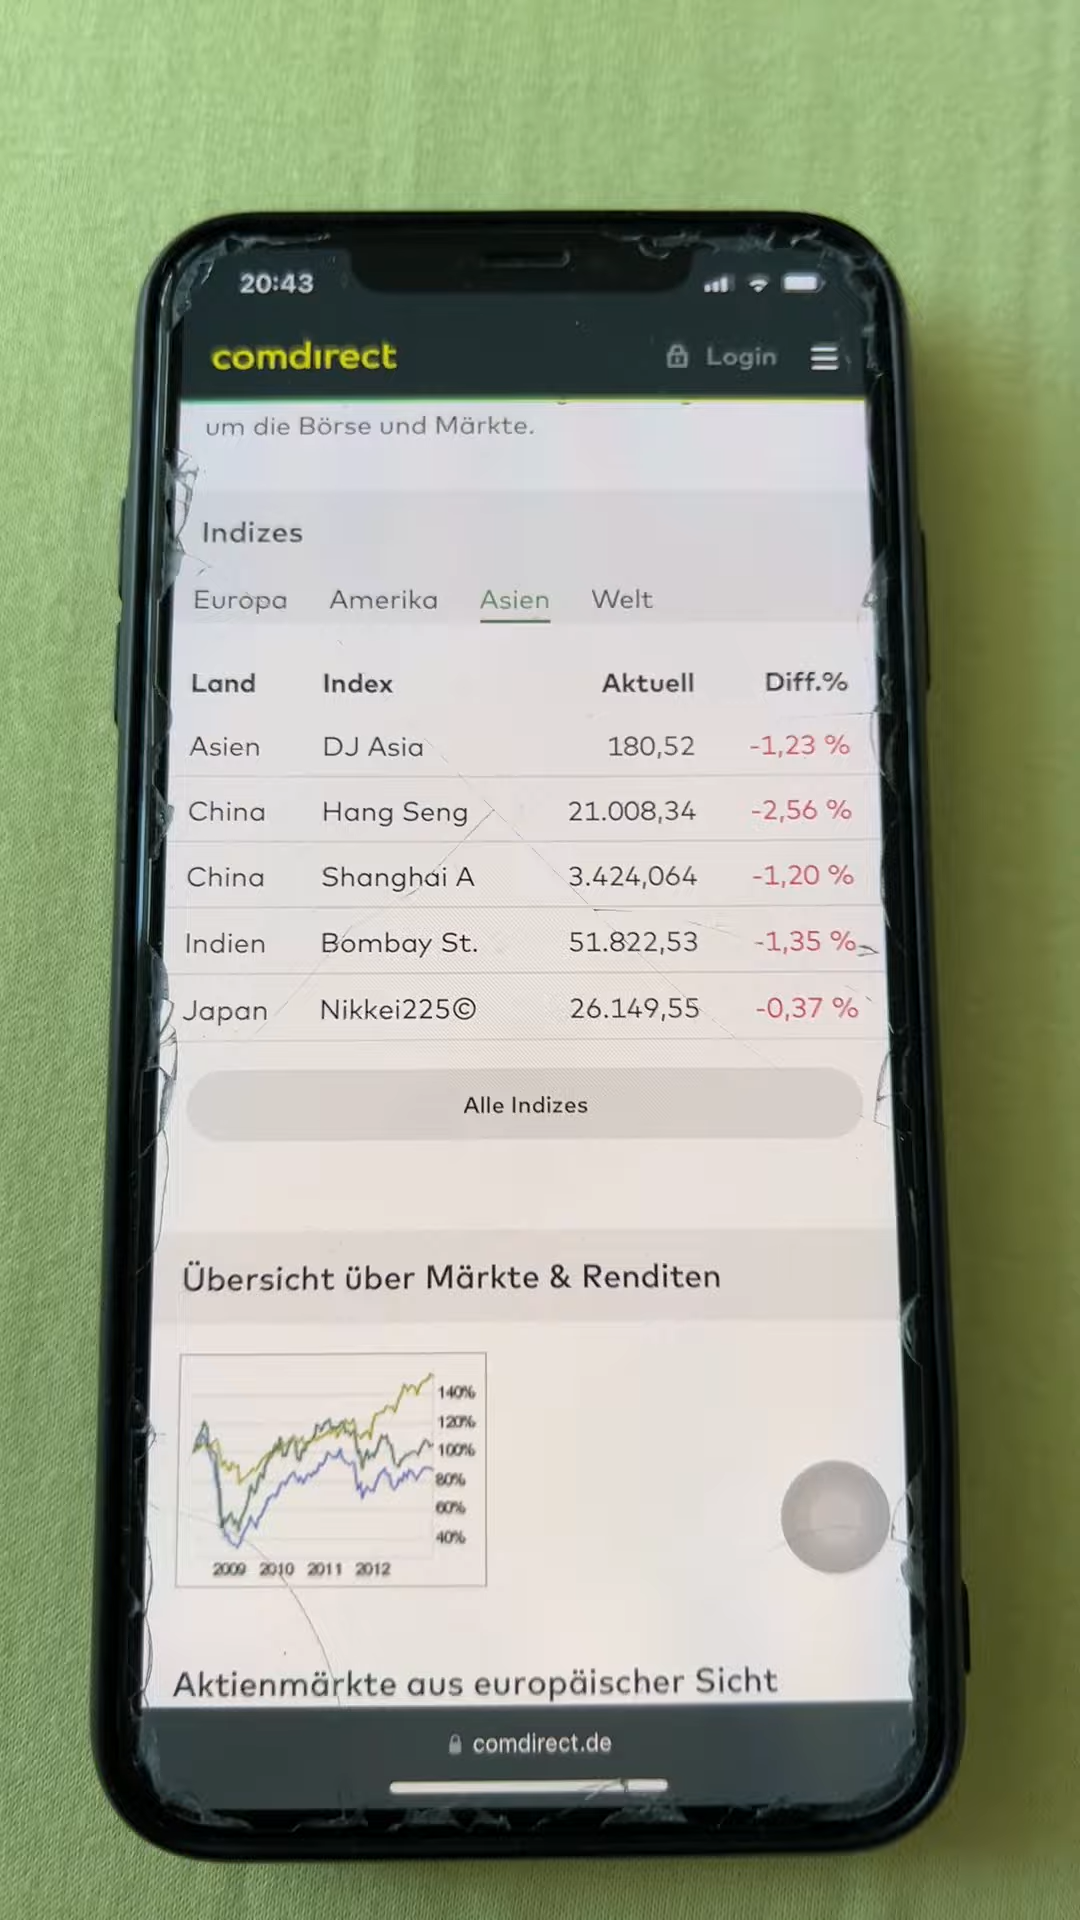 20:43
comdirect Login
um die Börse und Märkte.
Indizes
Europa Amerika Asien Welt
Land Index Aktuell Diff.%
Asien DJ Asia 180,52 -1,23 %
China Hang Seng 21.008,34 -2,56 %
China Shanghai A 3.424,064 -1,20 %
Indien Bombay St. 51.822,53 -1,35 %
Japan Nikkei225© 26.149,55 -0,37 %
Alle Indizes
Übersicht über Märkte & Renditen
140%
120%
100%
80%
60%
40%
2009 2010 2011 2012
Aktienmärkte aus europäischer Sicht
comdirect.de